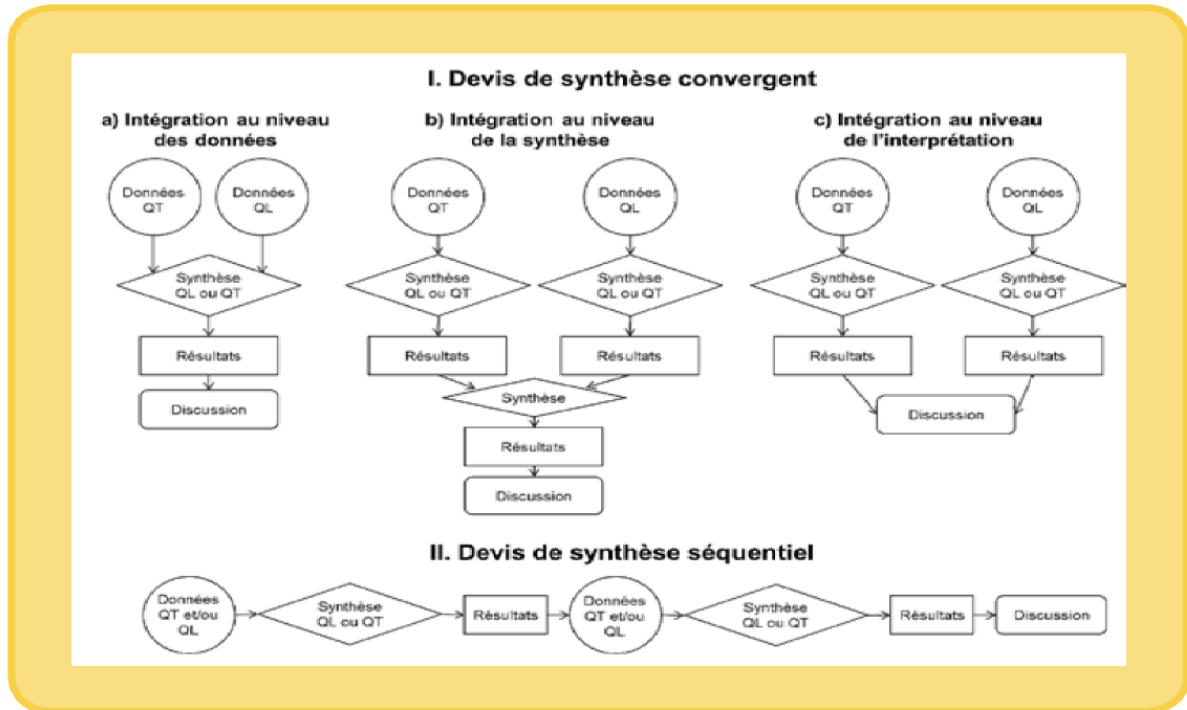 I. Devis de synthèse convergent
a) Intégration au niveau
des données
b) Intégration au niveau
de la synthèse
c) Intégration au niveau
de l'interprétation
Données
QT
Données
QL
Données
QT
Données
QL
Données
QT
Données
QL
Synthèse
QL ou QT
Synthèse
QL ou QT
Synthèse
QL ou QT
Synthèse
QL ou QT
Synthèse
QL ou QT
Résultats
Résultats
Résultats
Résultats
Résultats
Discussion
Synthèse
Discussion
Résultats
Discussion
II. Devis de synthèse séquentiel
Données
QT et/ou
QL
Synthèse
QL ou QT
Résultats
Données
QT et/ou
QL
Synthèse
QL ou QT
Résultats
Discussion